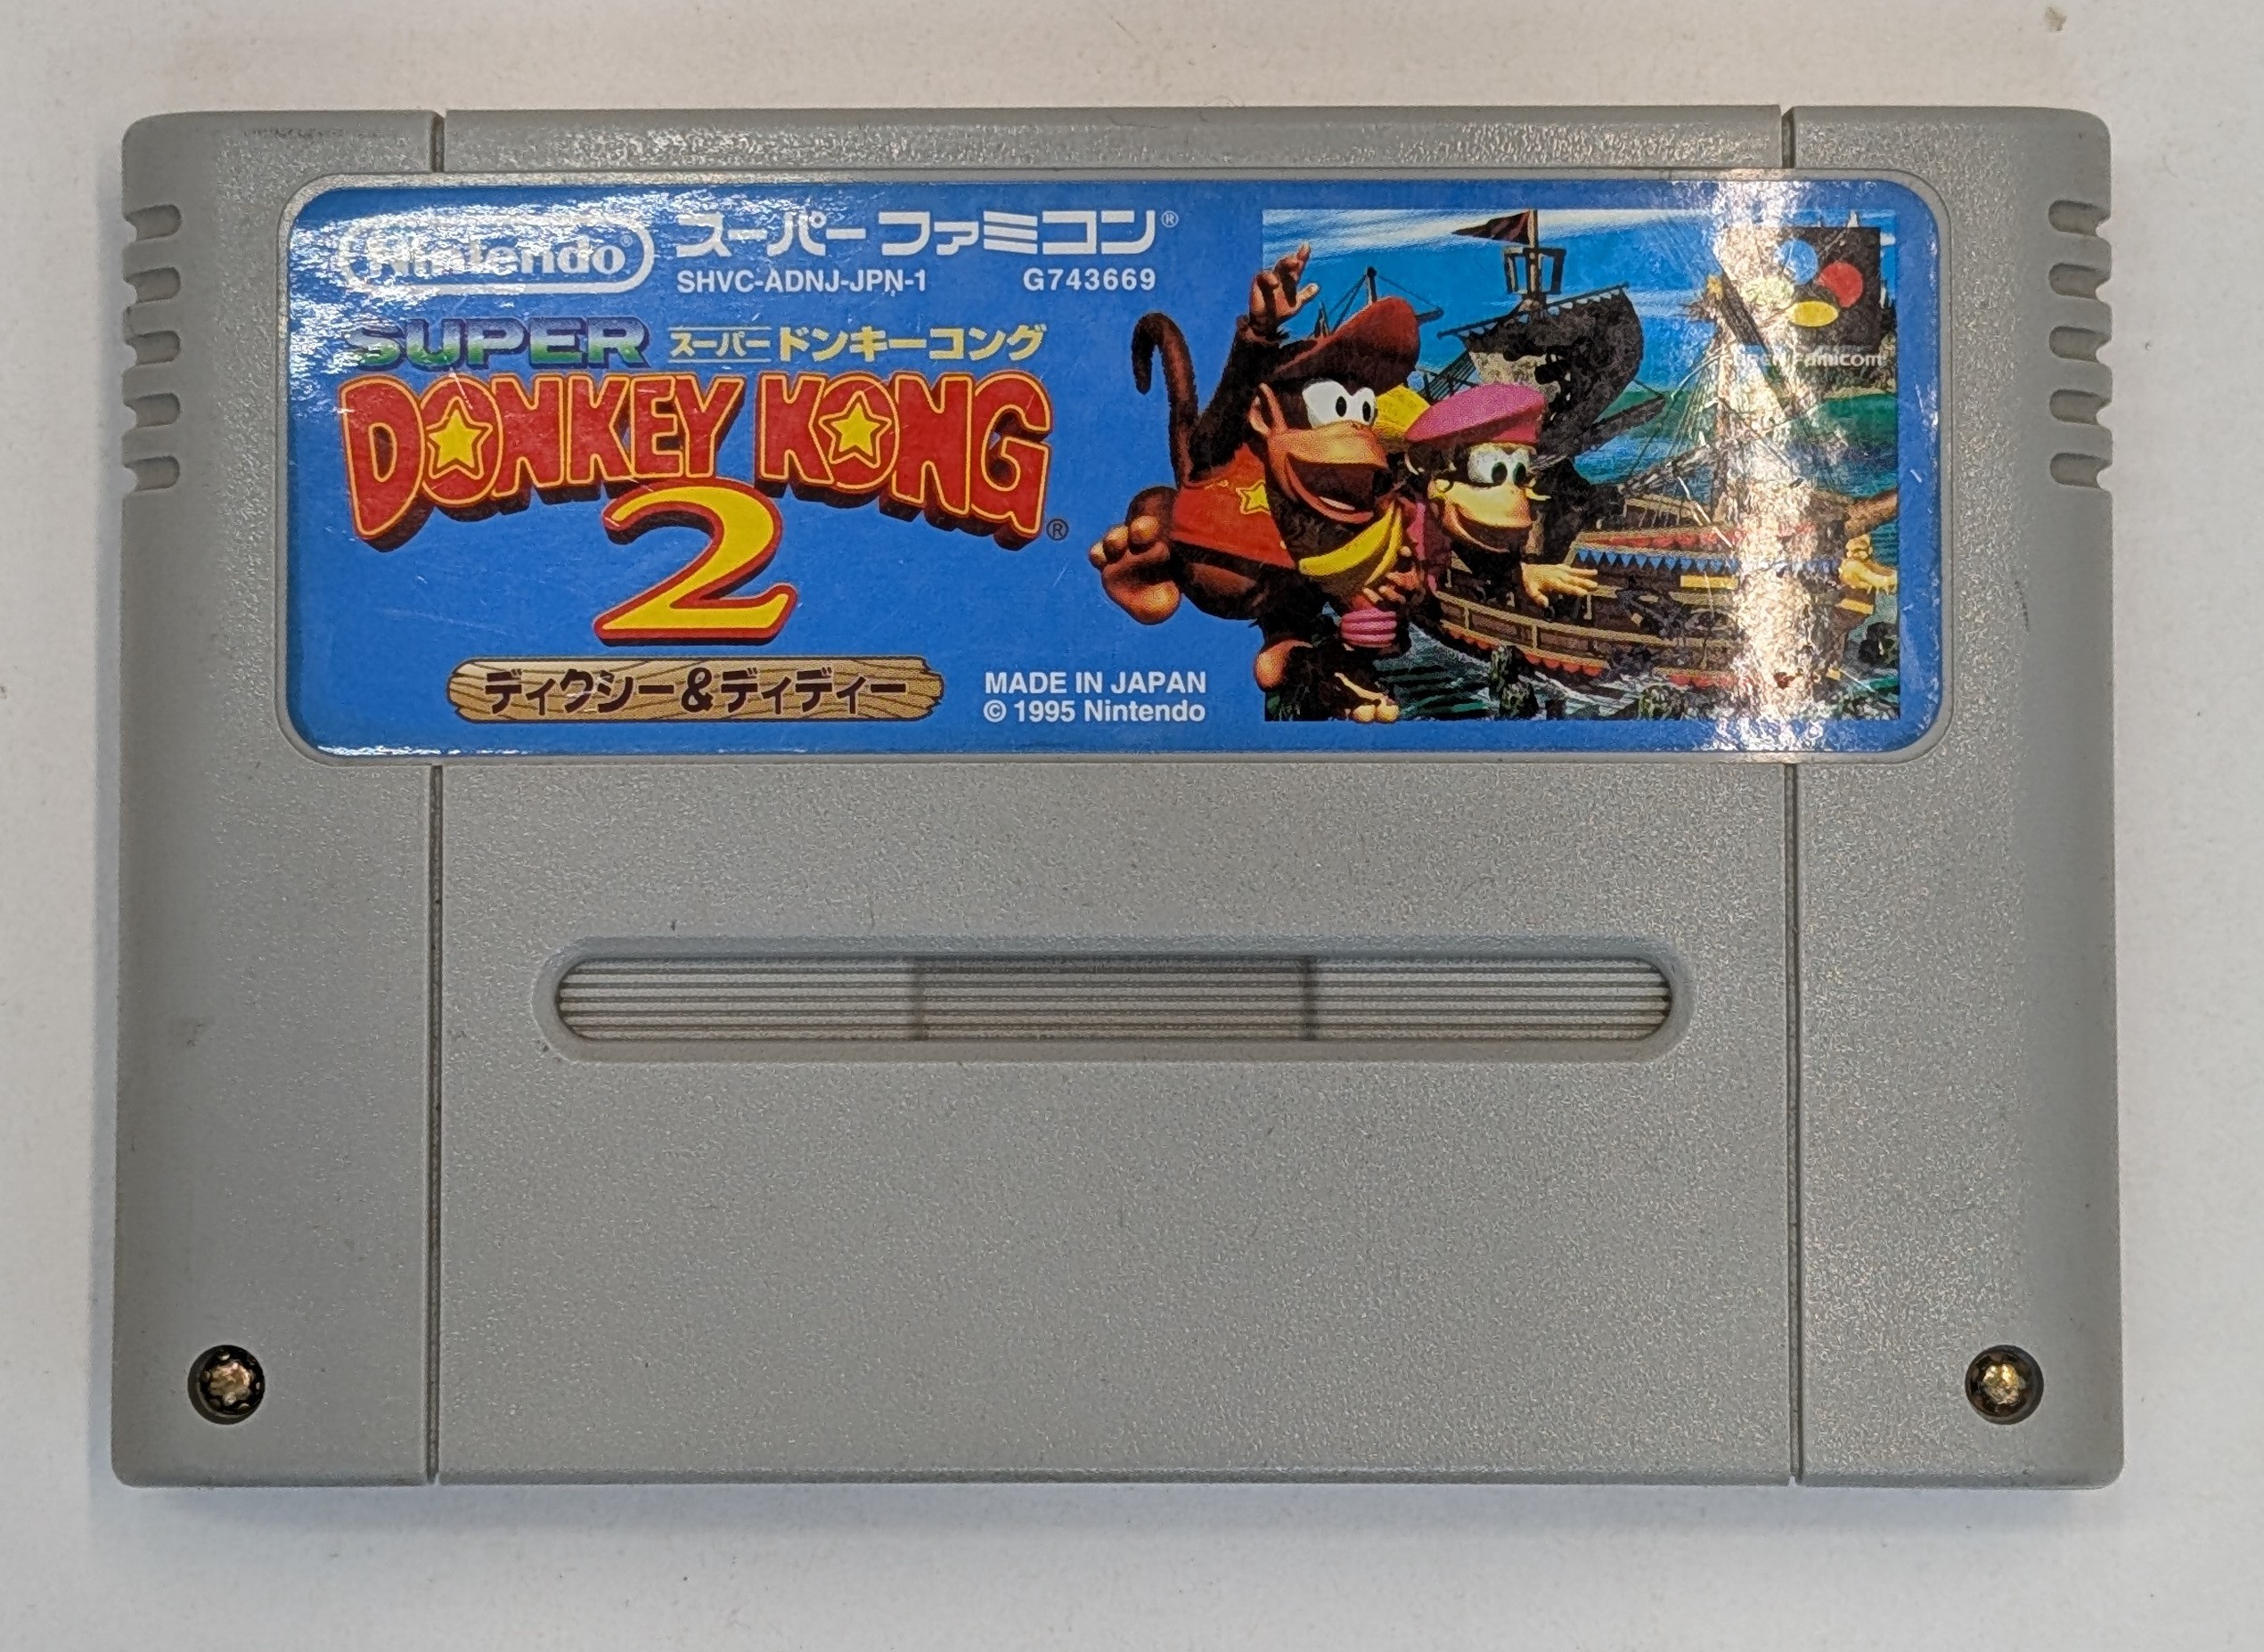 Nintendo® スーパーファミコン®
SHVC-ADNJ-JPN-1 G743669
SUPER スーパードンキーコング
DONKEY KONG®
2
ディクシー&ディディー
MADE IN JAPAN
© 1995 Nintendo
SUPER Famicom